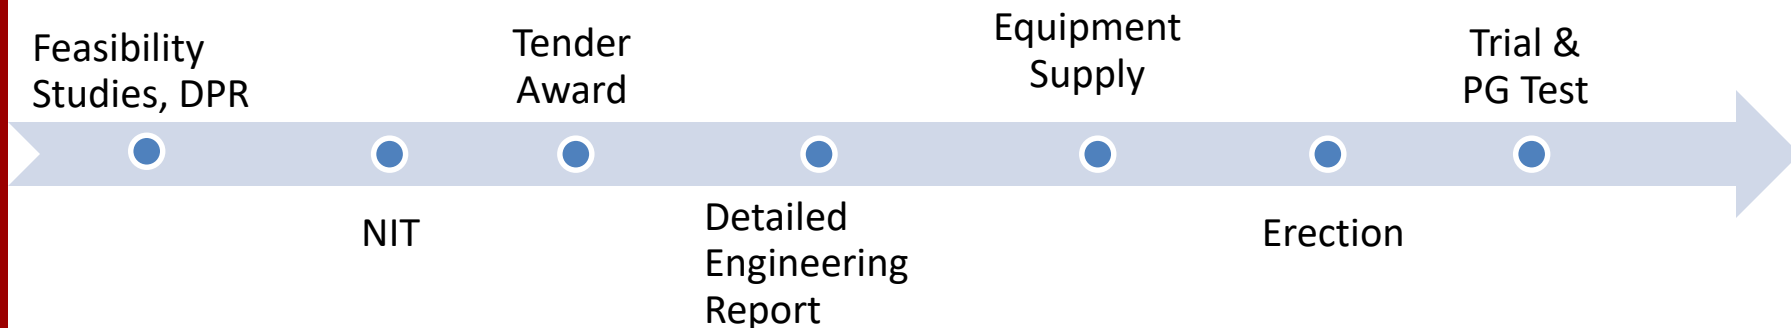 Feasibility
Studies, DPR
NIT
Tender
Award
Detailed
Engineering
Report
Equipment
Supply
Erection
Trial &
PG Test